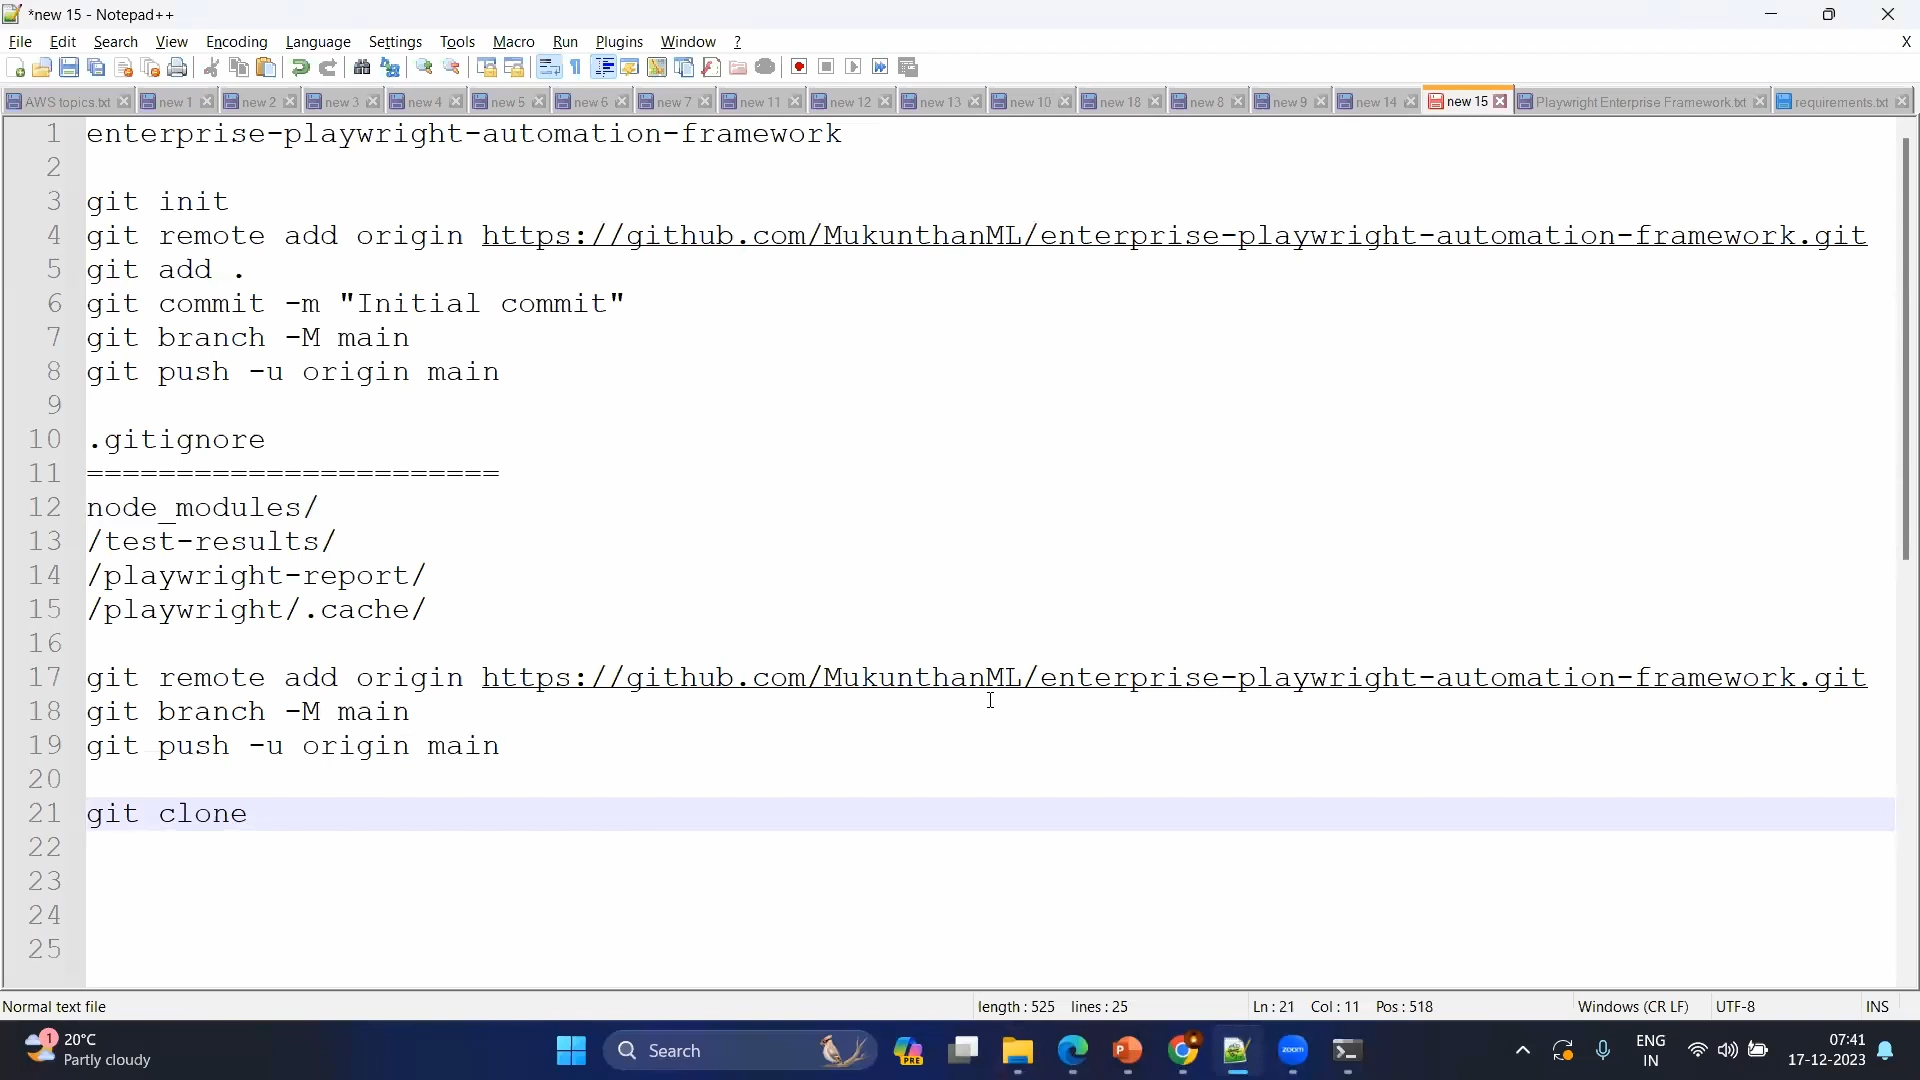 *new 15 - Notepad++
File Edit Search View Encoding Language Settings Tools Macro Run Plugins Window ? X
AWS topics.txt new 1 new 2 new 3 new 4 new 5 new 6 new 7 new 11 new 12 new 13 new 10 new 18 new 8 new 9 new 14 new 15 Playwright Enterprise Framework.txt requirements.txt
1 enterprise-playwright-automation-framework
2
3 git init
4 git remote add origin https://github.com/MukunthanML/enterprise-playwright-automation-framework.git
5 git add .
6 git commit -m "Initial commit"
7 git branch -M main
8 git push -u origin main
9
10 .gitignore
11 =======================
12 node_modules/
13 /test-results/
14 /playwright-report/
15 /playwright/.cache/
16
17 git remote add origin https://github.com/MukunthanML/enterprise-playwright-automation-framework.git
18 git branch -M main
19 git push -u origin main
20
21 git clone
22
23
24
25
Normal text file length : 525 lines : 25 Ln : 21 Col : 11 Pos : 518 Windows (CR LF) UTF-8 INS
1 20°C
Partly cloudy
Search
PRE
zoom
ENG
IN
07:41
17-12-2023